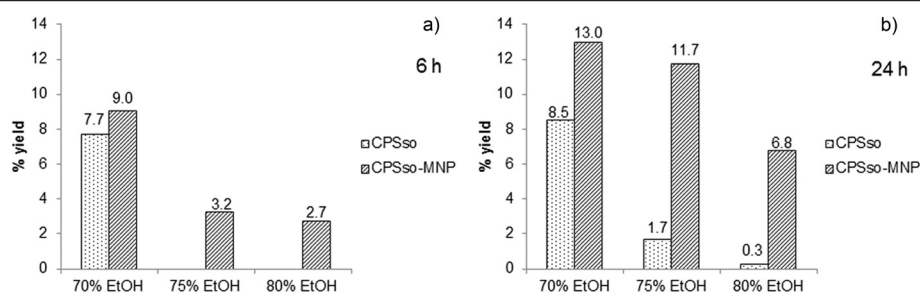 a)
6 h
14
12
10
8
6
4
2
0
% yield
7.7
9.0
3.2
2.7
CPSso
CPSso-MNP
70% EtOH 75% EtOH 80% EtOH
b)
24 h
14
12
10
8
6
4
2
0
% yield
8.5
13.0
1.7
11.7
0.3
6.8
CPSso
CPSso-MNP
70% EtOH 75% EtOH 80% EtOH